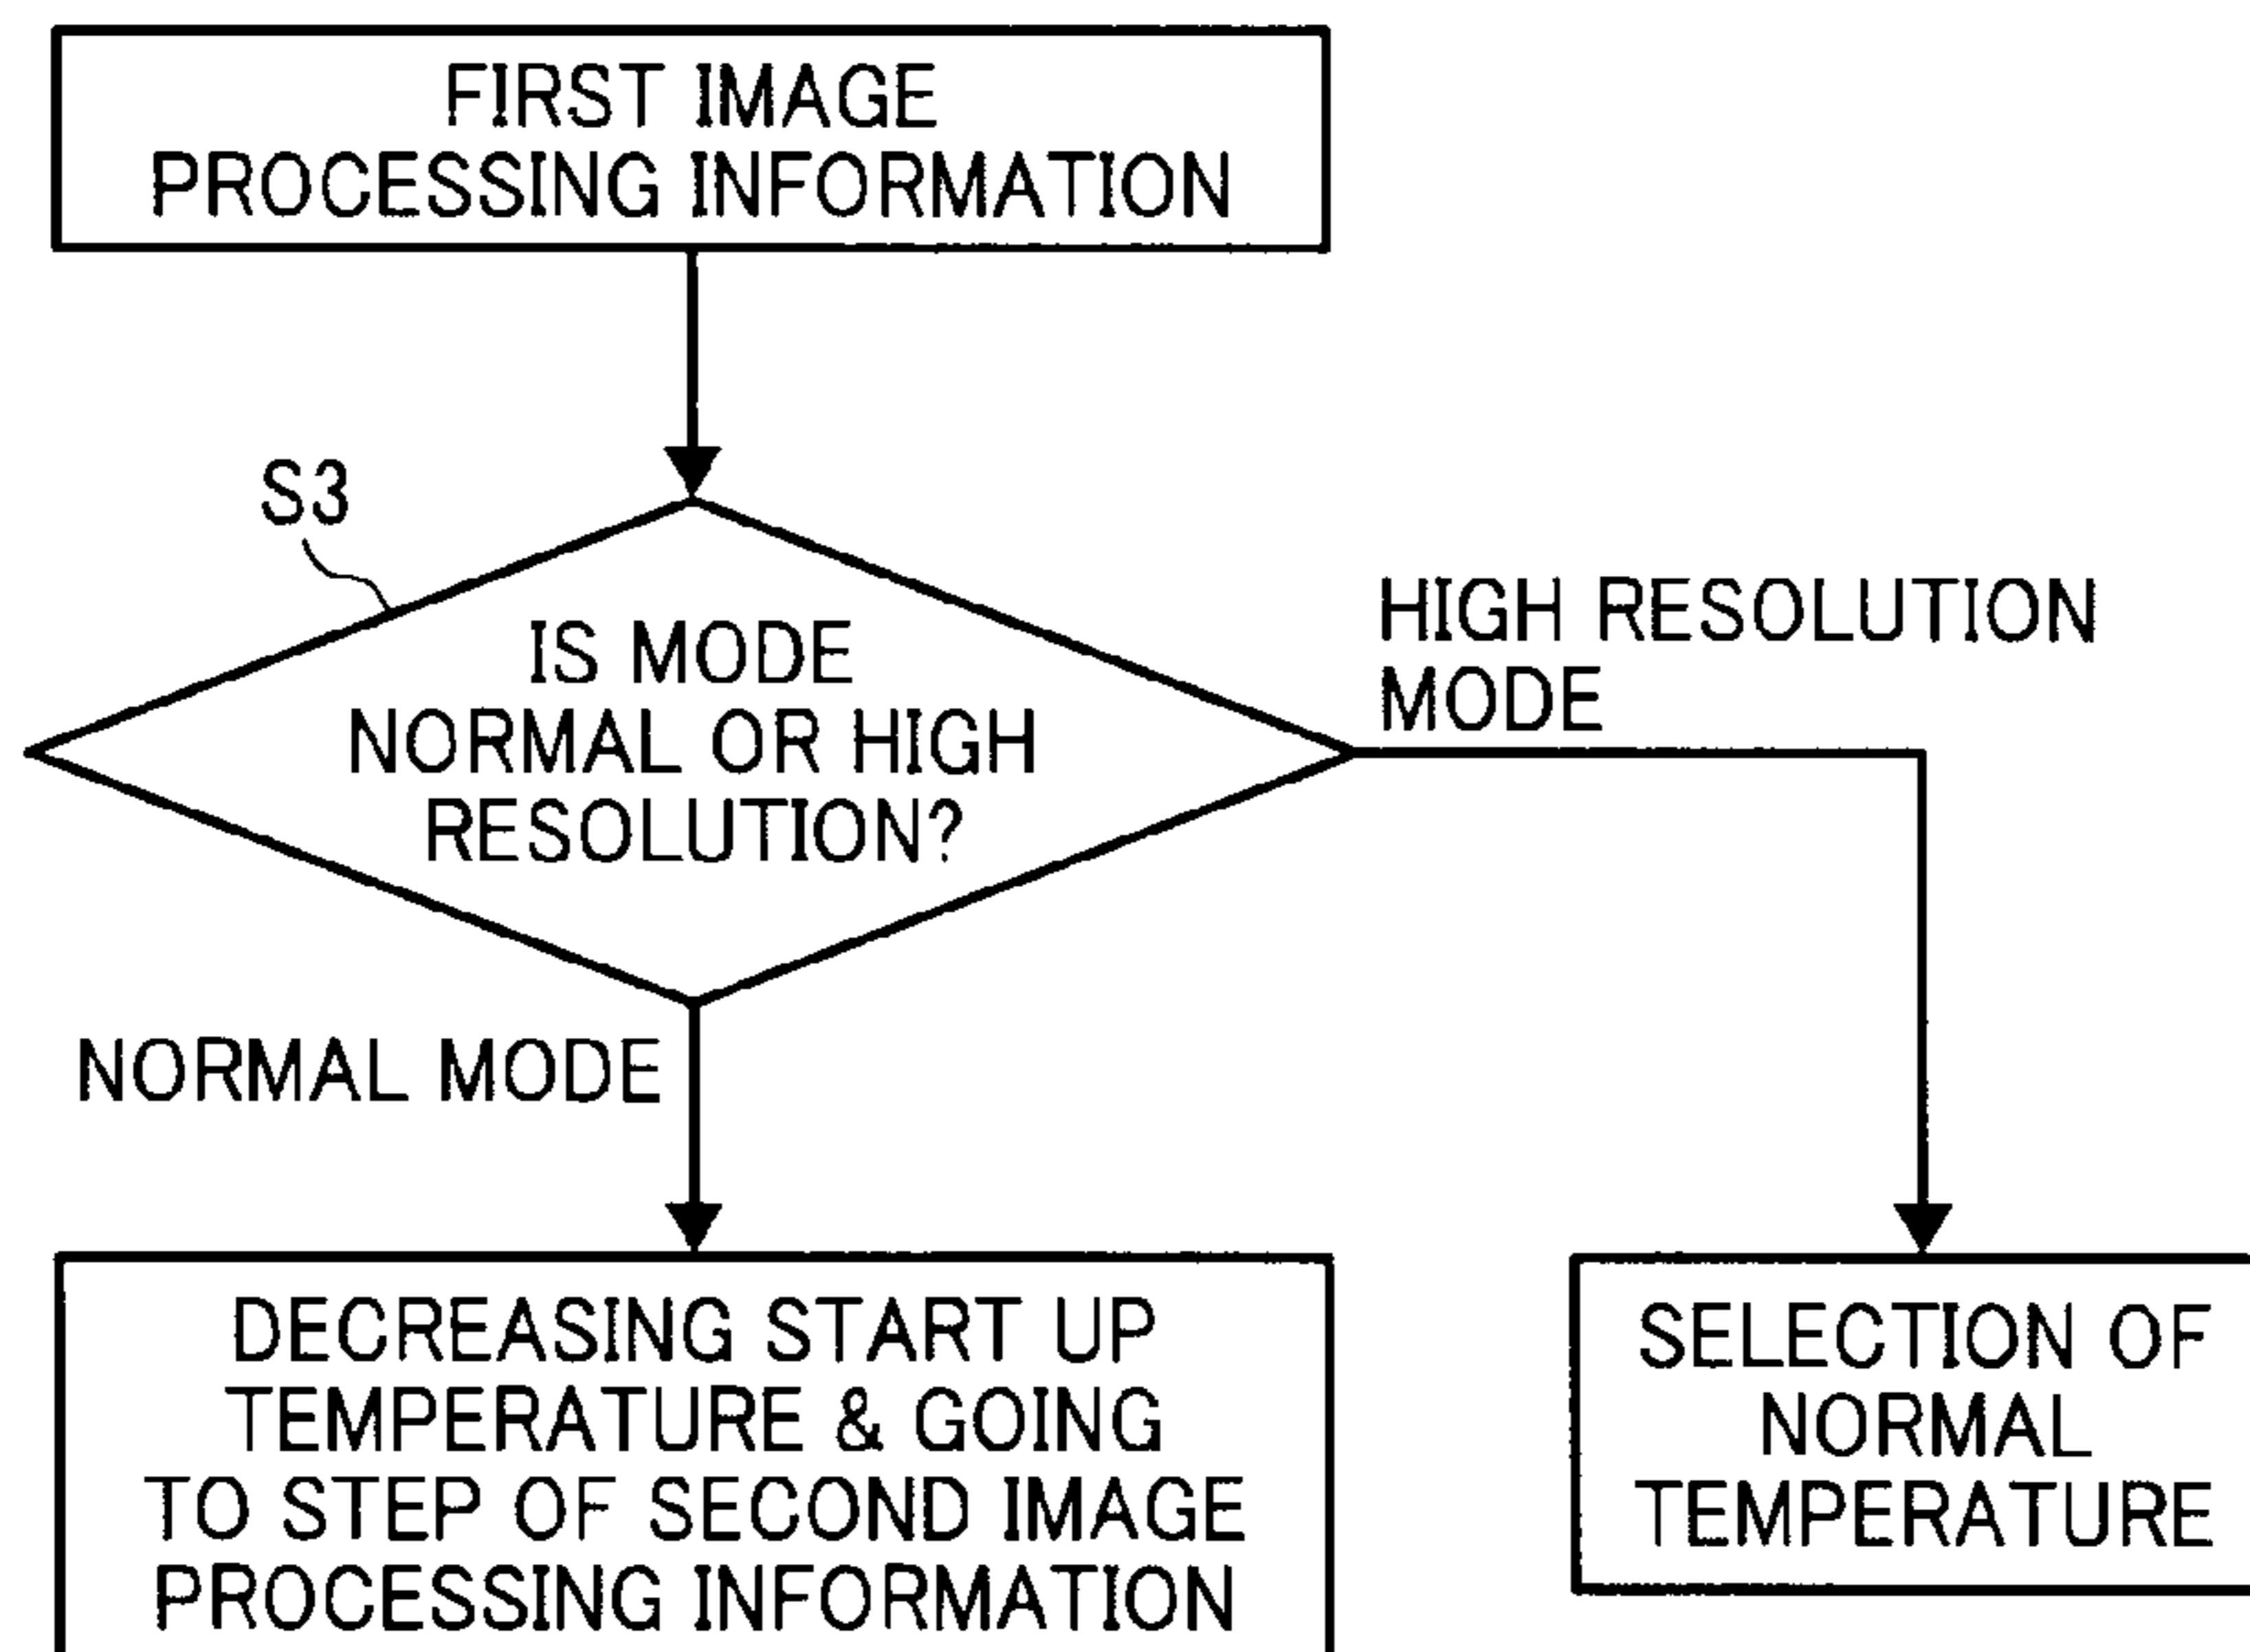 FIRST IMAGE
PROCESSING INFORMATION
S3
IS MODE
NORMAL OR HIGH
RESOLUTION?
HIGH RESOLUTION
MODE
NORMAL MODE
DECREASING START UP
TEMPERATURE & GOING
TO STEP OF SECOND IMAGE
PROCESSING INFORMATION
SELECTION OF
NORMAL
TEMPERATURE